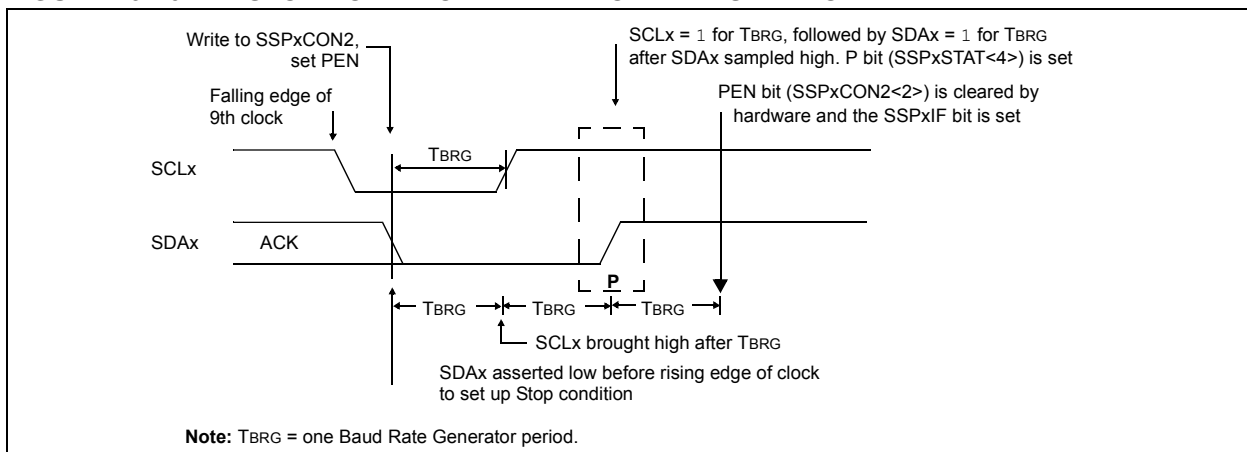 Write to SSPxCON2,
set PEN
SCLx = 1 for TBRG, followed by SDAx = 1 for TBRG
after SDAx sampled high. P bit (SSPxSTAT<4>) is set
Falling edge of
9th clock
PEN bit (SSPxCON2<2>) is cleared by
hardware and the SSPxIF bit is set
TBRG
SCLx
SDAx
ACK
P
TBRG
TBRG
TBRG
SCLx brought high after TBRG
SDAx asserted low before rising edge of clock
to set up Stop condition
Note: TBRG = one Baud Rate Generator period.